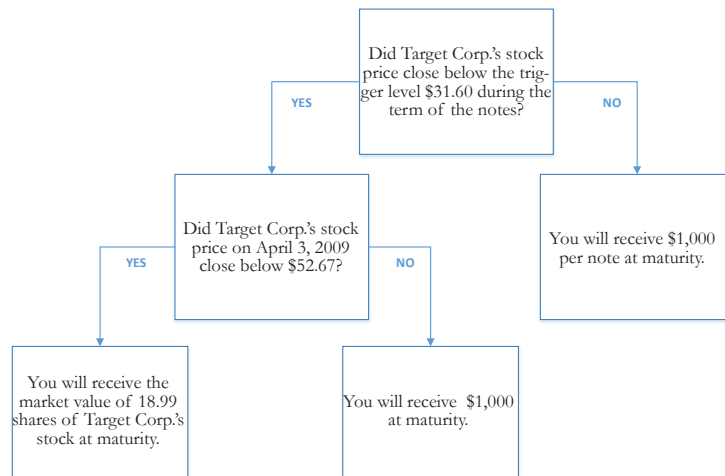 Did Target Corp.'s stock
price close below the trig-
ger level $31.60 during the
term of the notes?
YES
NO
Did Target Corp.'s stock
price on April 3, 2009
close below $52.67?
You will receive $1,000
per note at maturity.
YES
NO
You will receive the
market value of 18.99
shares of Target Corp.'s
stock at maturity.
You will receive $1,000
at maturity.